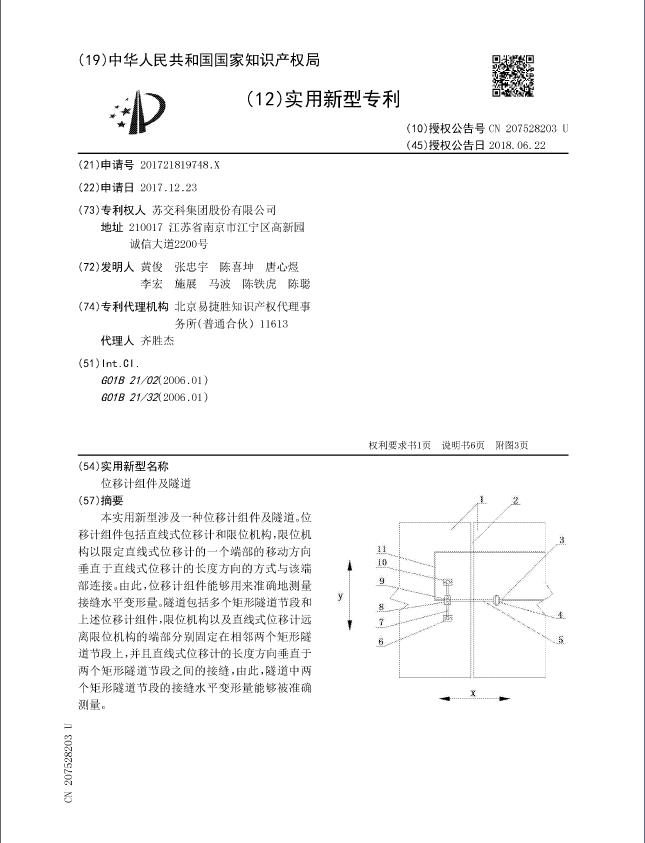 (19)中华人民共和国国家知识产权局
(12)实用新型专利
(10)授权公告号 CN 207528203 U
(45)授权公告日 2018.06.22
(21)申请号 201721819748.X
(22)申请日 2017.12.23
(73)专利权人 苏交科集团股份有限公司
地址 210017 江苏省南京市江宁区高新园
诚信大道2200号
(72)发明人 黄俊 张忠宇 陈喜坤 唐心煜
李宏 施展 马波 陈铁虎 陈聪
(74)专利代理机构 北京易捷胜知识产权代理事
务所(普通合伙) 11613
代理人 齐胜杰
(51)Int.Cl.
G01B 21/02(2006.01)
G01B 21/32(2006.01)
权利要求书1页 说明书6页 附图3页
(54)实用新型名称
位移计组件及隧道
(57)摘要
本实用新型涉及一种位移计组件及隧道。位
移计组件包括直线式位移计和限位机构,限位机
构以限定直线式位移计的一个端部的移动方向
垂直于直线式位移计的长度方向的方式与该端
部连接。由此,位移计组件能够用来准确地测量
接缝水平变形量。隧道包括多个矩形隧道节段和
上述位移计组件,限位机构以及直线式位移计远
离限位机构的端部分别固定在相邻两个矩形隧
道节段上,并且直线式位移计的长度方向垂直于
两个矩形隧道节段之间的接缝,由此,隧道中两
个矩形隧道节段的接缝水平变形量能够被准确
测量。
1
2
3
11
10
9
8
7
6
4
5
y
X
CN 207528203 U